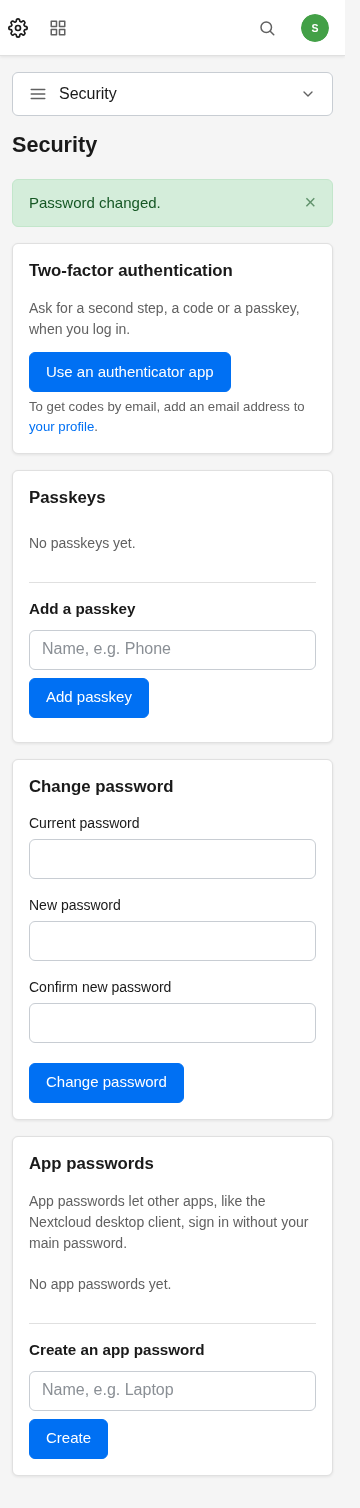 S
Security
Security
Password changed.
Two-factor authentication
Ask for a second step, a code or a passkey,
when you log in.
Use an authenticator app
To get codes by email, add an email address to
your profile.
Passkeys
No passkeys yet.
Add a passkey
Name, e.g. Phone
Add passkey
Change password
Current password
New password
Confirm new password
Change password
App passwords
App passwords let other apps, like the
Nextcloud desktop client, sign in without your
main password.
No app passwords yet.
Create an app password
Name, e.g. Laptop
Create